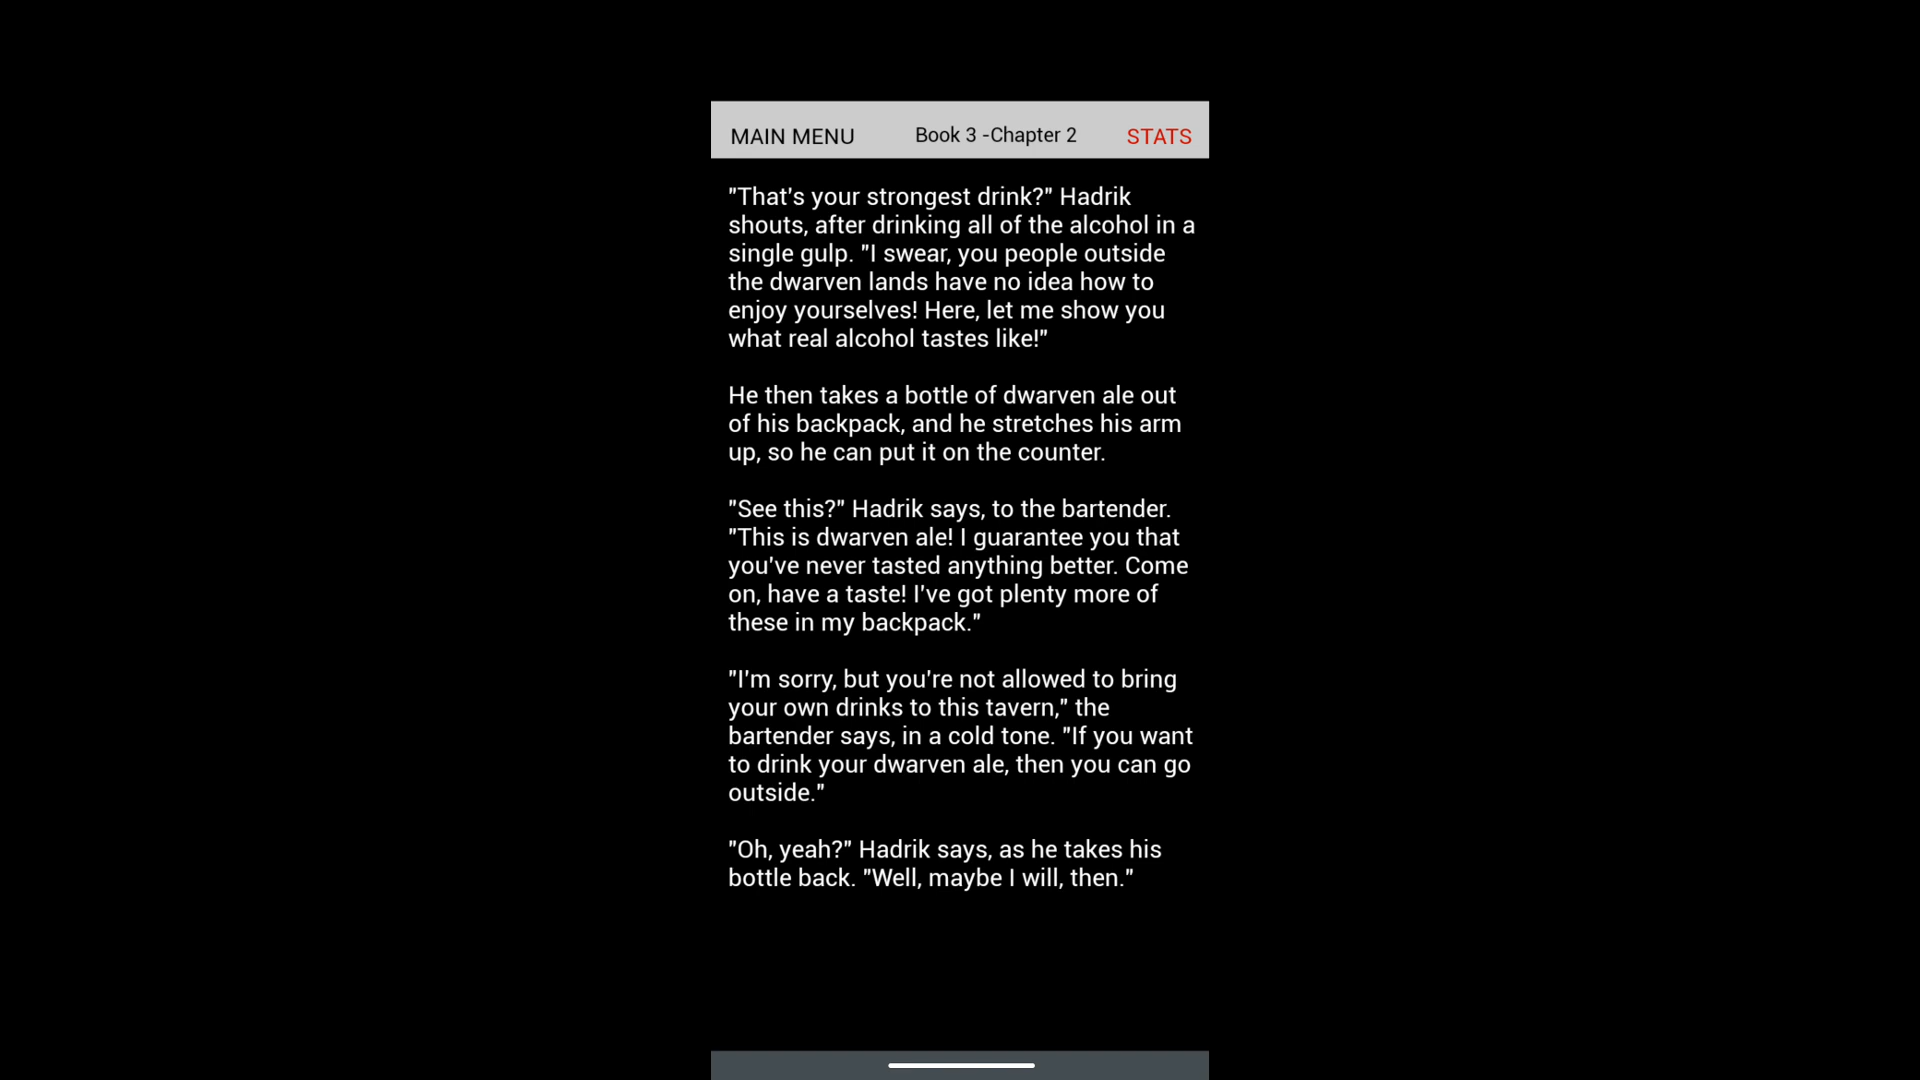 MAIN MENU Book 3 -Chapter 2 STATS
"That's your strongest drink?" Hadrik
shouts, after drinking all of the alcohol in a
single gulp. "I swear, you people outside
the dwarven lands have no idea how to
enjoy yourselves! Here, let me show you
what real alcohol tastes like!"
He then takes a bottle of dwarven ale out
of his backpack, and he stretches his arm
up, so he can put it on the counter.
"See this?" Hadrik says, to the bartender.
"This is dwarven ale! I guarantee you that
you've never tasted anything better. Come
on, have a taste! I've got plenty more of
these in my backpack."
"I'm sorry, but you're not allowed to bring
your own drinks to this tavern," the
bartender says, in a cold tone. "If you want
to drink your dwarven ale, then you can go
outside."
"Oh, yeah?" Hadrik says, as he takes his
bottle back. "Well, maybe I will, then."